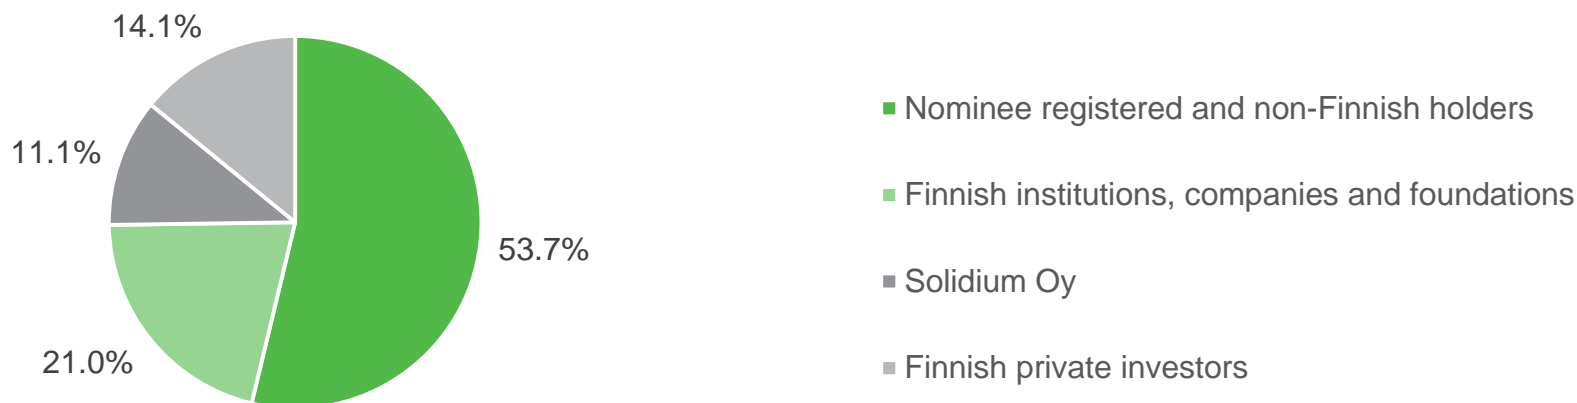 14.1%
11.1%
53.7%
21.0%
Nominee registered and non-Finnish holders
Finnish institutions, companies and foundations
Solidium Oy
Finnish private investors